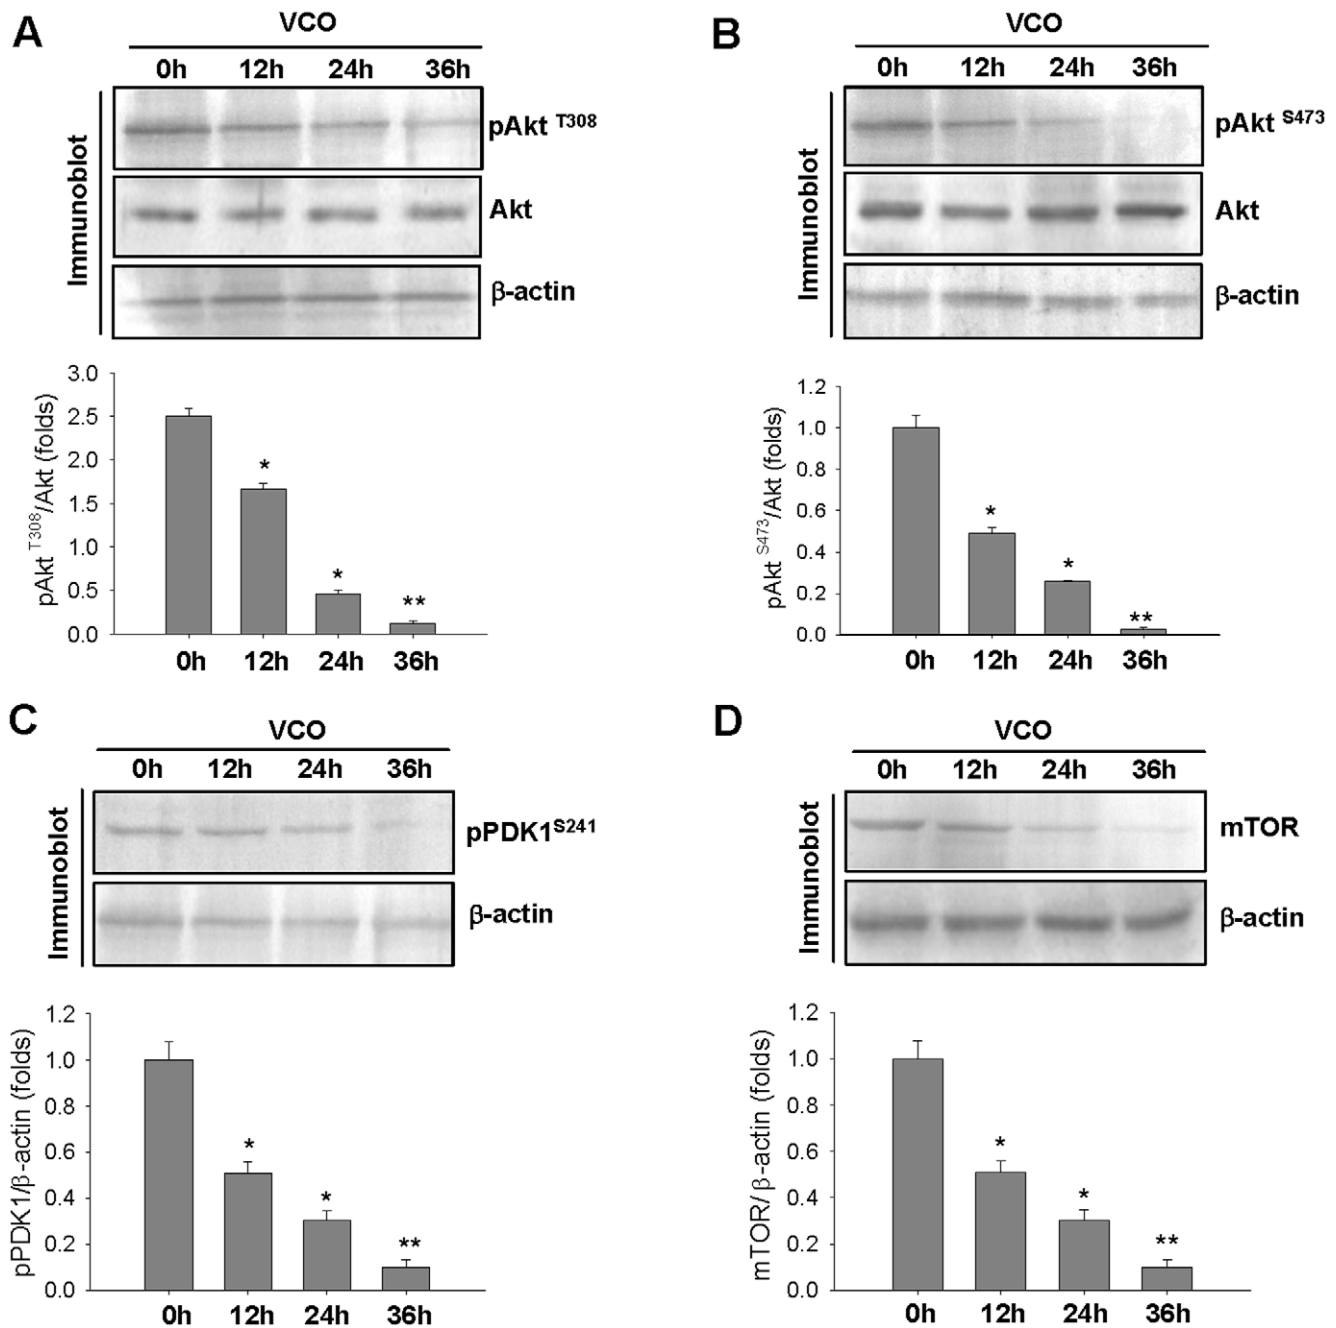 A
VCO
0h 12h 24h 36h
Immunoblot
pAkt T308
Akt
β-actin
3.0
2.5
2.0
1.5
1.0
0.5
0.0
pAkt T308/Akt (folds)
*
*
**
0h 12h 24h 36h
B
VCO
0h 12h 24h 36h
Immunoblot
pAkt S473
Akt
β-actin
1.2
1.0
0.8
0.6
0.4
0.2
0.0
pAkt S473/Akt (folds)
*
*
**
0h 12h 24h 36h
C
VCO
0h 12h 24h 36h
Immunoblot
pPDK1S241
β-actin
1.2
1.0
0.8
0.6
0.4
0.2
0.0
pPDK1/β-actin (folds)
*
*
**
0h 12h 24h 36h
D
VCO
0h 12h 24h 36h
Immunoblot
mTOR
β-actin
1.2
1.0
0.8
0.6
0.4
0.2
0.0
mTOR/β-actin (folds)
*
*
**
0h 12h 24h 36h